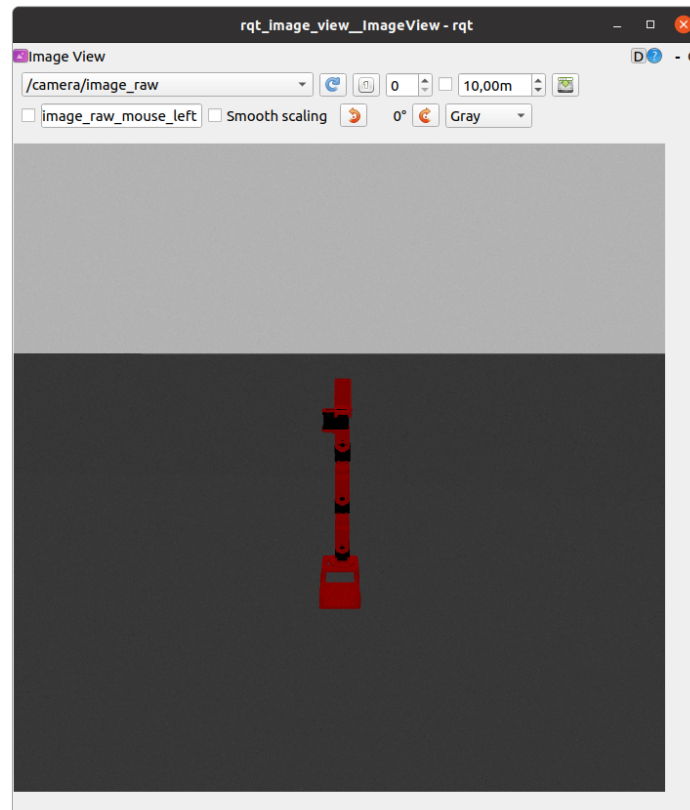 rqt_image_view__ImageView - rqt
Image View
D
/camera/image_raw
0
10,00m
image_raw_mouse_left
Smooth scaling
0°
Gray